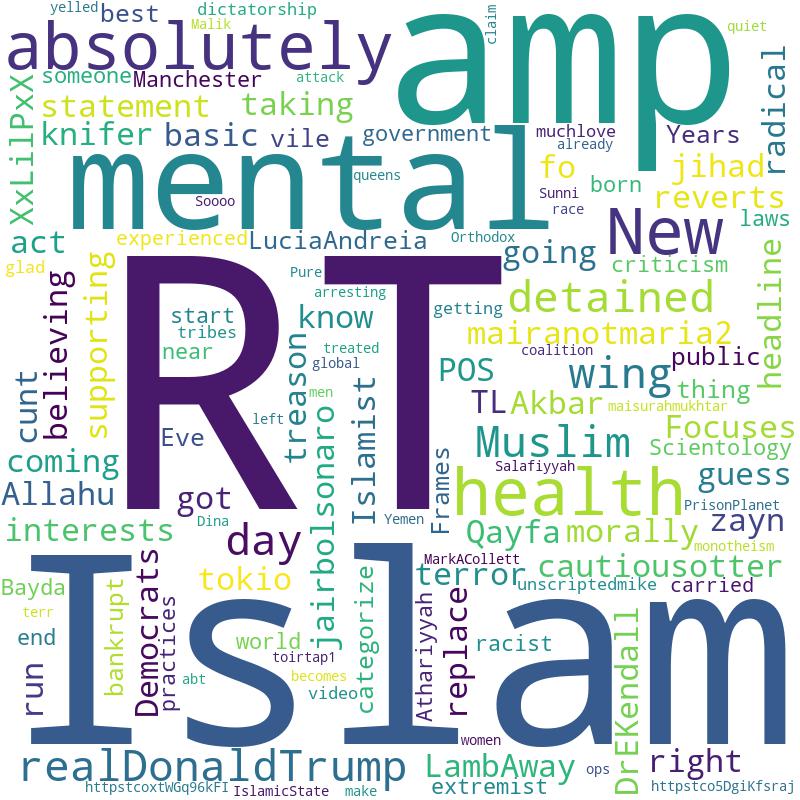 yelled
best
dictatorship
Malik
claim
amp
quiet
absolutely
someone
Manchester
attack
radical
XxLilPxX
statement
taking
knifer
basic
vile
government
muchlove
already
Years
mental
queens
fo
jihad
Soooo
Sunni
born
reverts
race
New
laws
act
experienced
LuciaAndreia
Orthodox
going
criticism
glad
believing
supporting
RT
Pure
arresting
getting
detained
headline
start
tribes
near
know
treated
global
mairanotmaria2
coalition
public
cunt
treason
men
POS
wing
thing
left
jairbolsonaro
Islamist
TL
Akbar
maisurahmukhtar
Eve
Muslim
Focuses
Scientology
coming
Frames
Salafiyyah
guess
Allahu
got
health
PrisonPlanet
interests
Dina
Yemen
day
Qayfa
morally
zayn
monotheism
Bayda
bankrupt
Democrats
practices
tokio
MarkACollett
terror
cautiousotter
unscriptedmike
carried
terr
categorize
Athariyyah
replace
end
world
toirtap1
racist
DrEKendall
run
abt
becomes
video
Islam
women
realDonaldTrump
LambAway
ops
right
httpstcoxtWGq96kFI
IslamicState
make
extremist
httpstco5DgiKfsraj